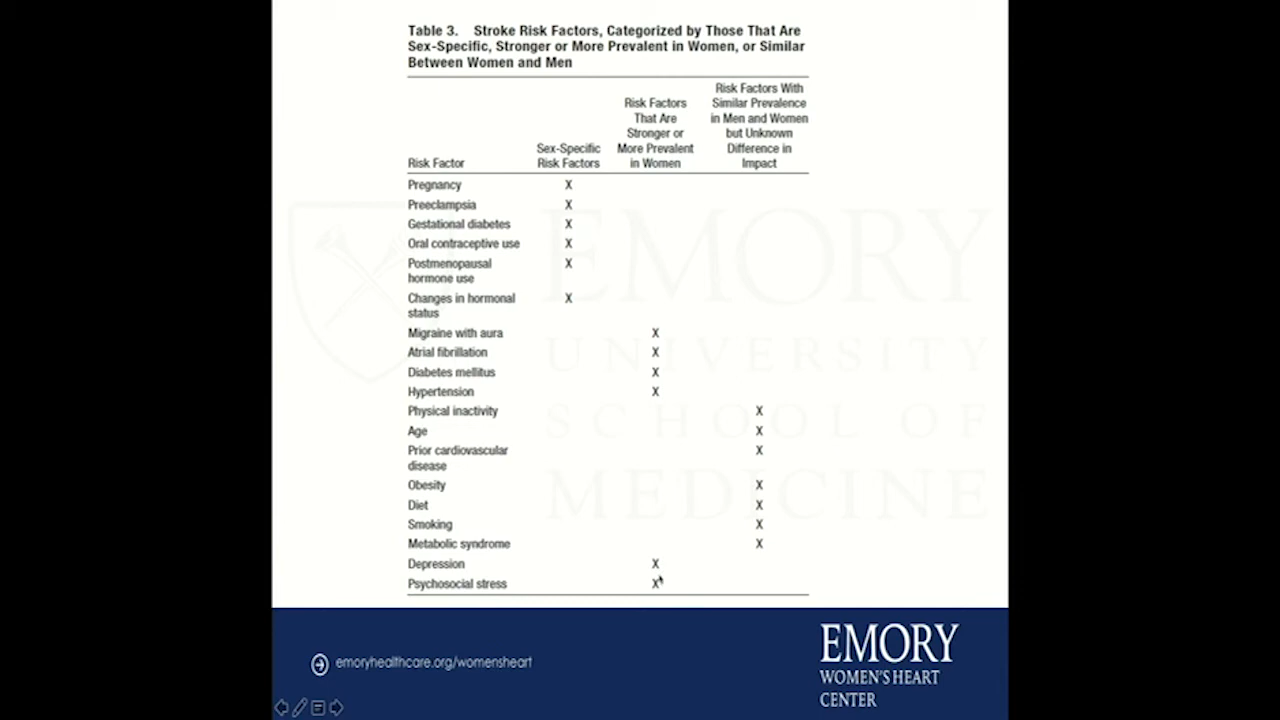 Table 3. Stroke Risk Factors, Categorized by Those That Are
Sex-Specific, Stronger or More Prevalent in Women, or Similar
Between Women and Men
Risk Factor
Sex-Specific
Risk Factors
Risk Factors
That Are
Stronger or
More Prevalent
in Women
Risk Factors With
Similar Prevalence
in Men and Women
but Unknown
Difference in
Impact
Pregnancy X
Preeclampsia X
Gestational diabetes X
Oral contraceptive use X
Postmenopausal X
hormone use
Changes in hormonal X
status
Migraine with aura X
Atrial fibrillation X
Diabetes mellitus X
Hypertension X
Physical inactivity X
Age X
Prior cardiovascular X
disease
Obesity X
Diet X
Smoking X
Metabolic syndrome X
Depression X
Psychosocial stress X
EMORY
UNIVERSITY
SCHOOL OF
MEDICINE
emoryhealthcare.org/womensheart
EMORY
WOMEN'S HEART
CENTER